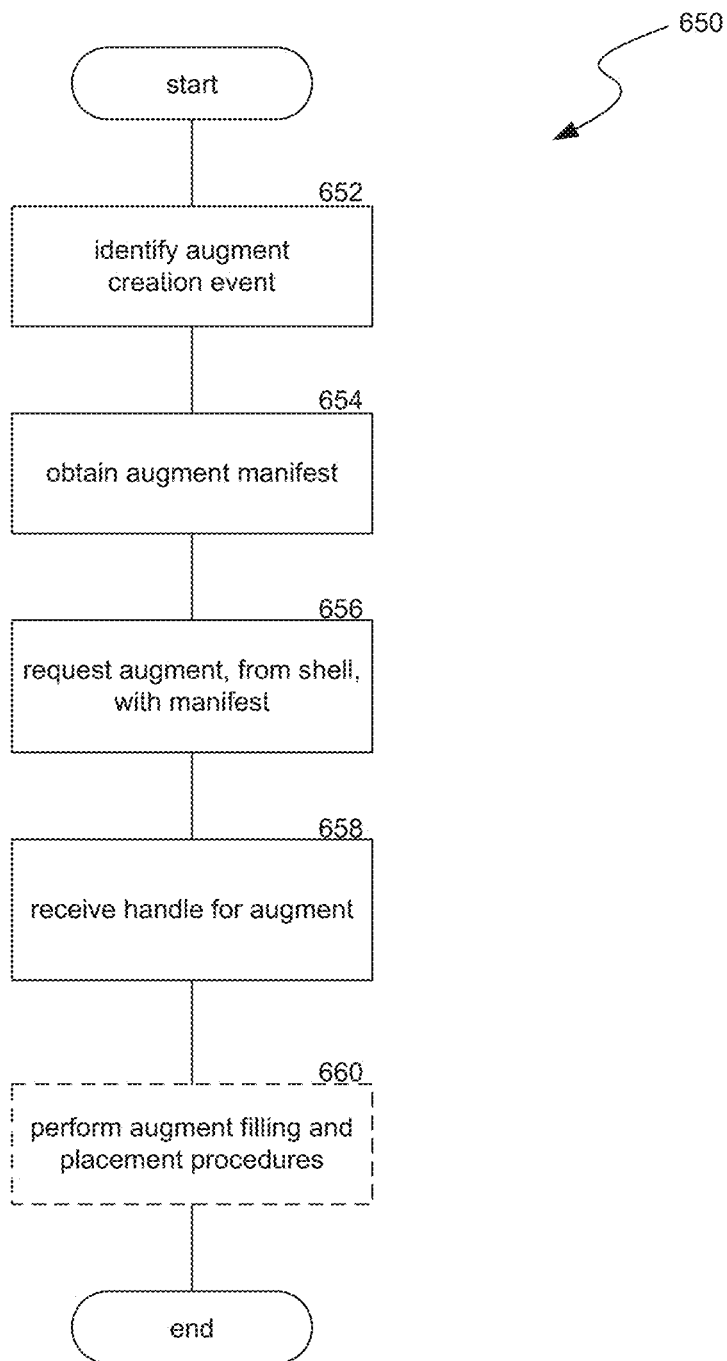 650
start
652
identify augment
creation event
654
obtain augment manifest
656
request augment, from shell,
with manifest
658
receive handle for augment
660
perform augment filling and
placement procedures
end